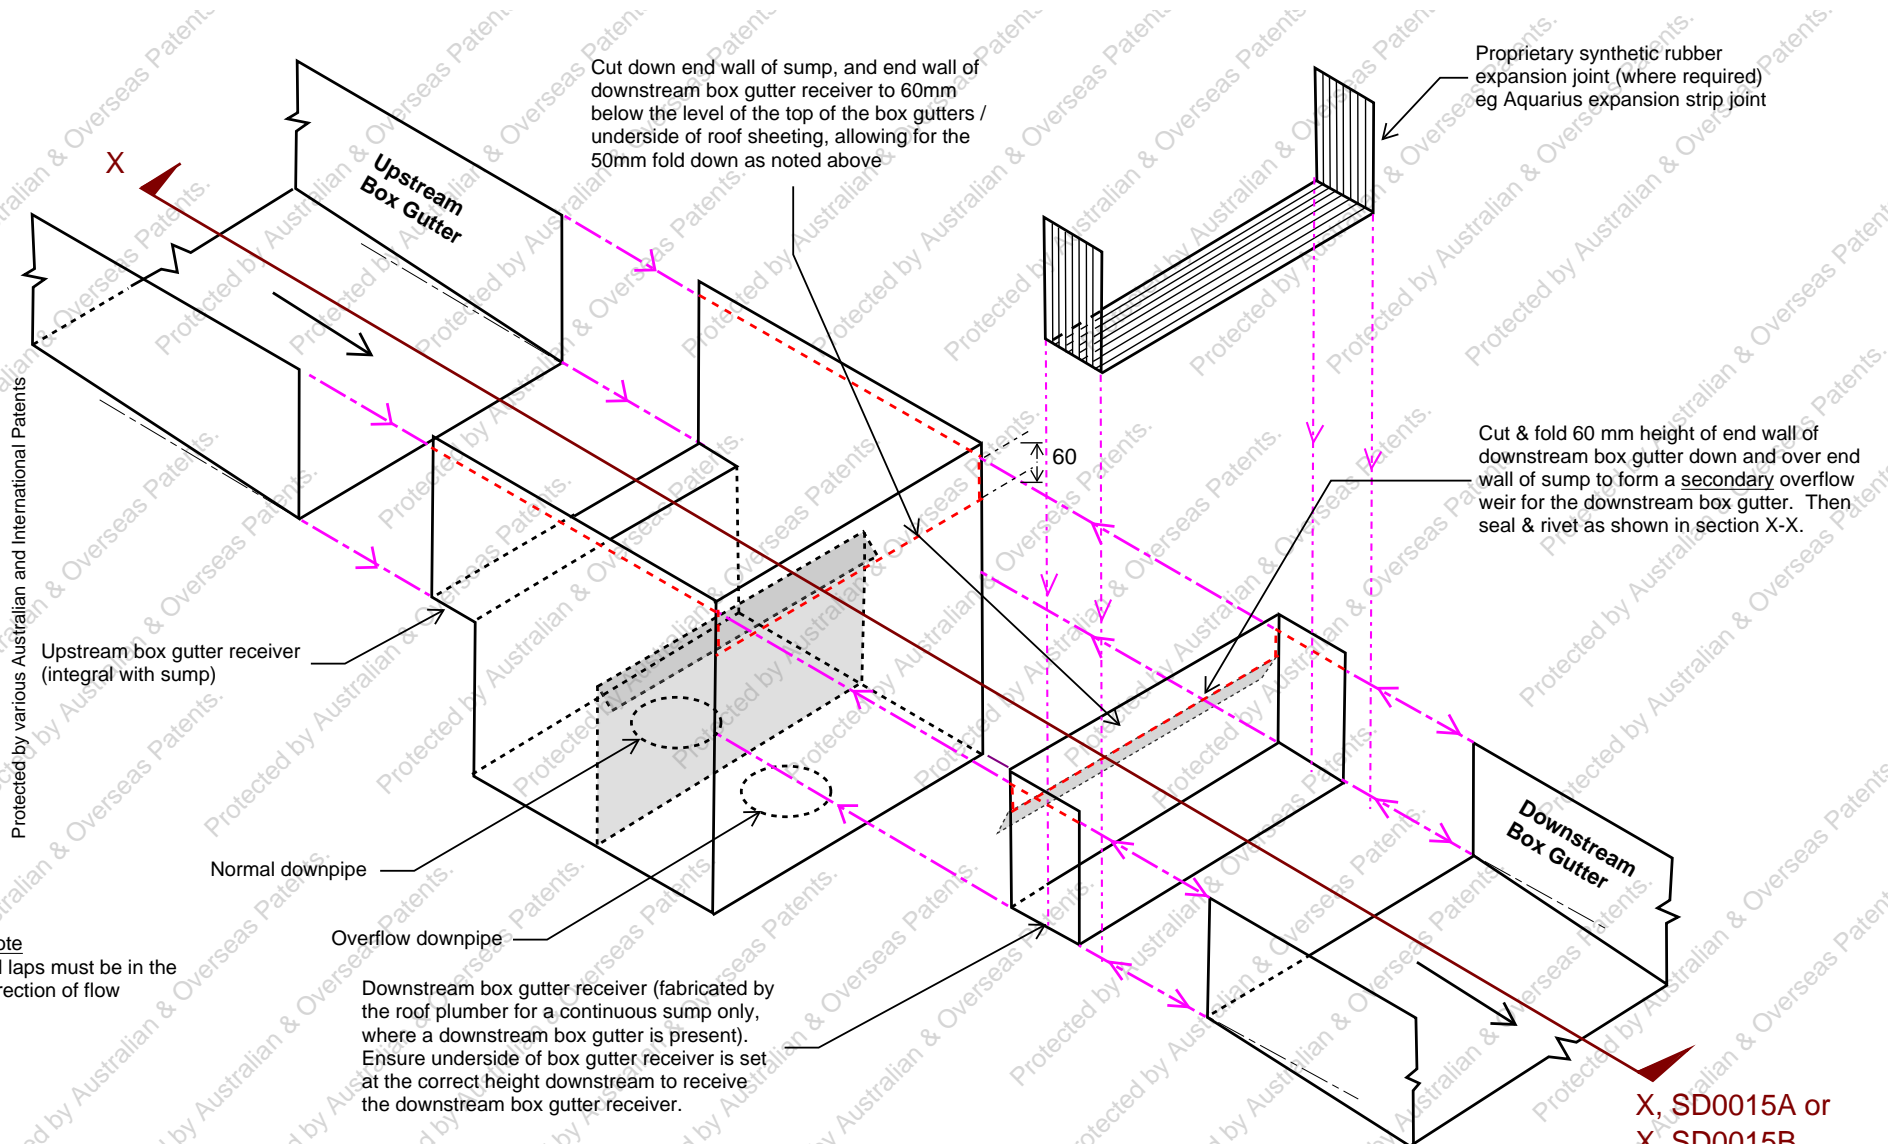 Cut down end wall of sump, and end wall of
downstream box gutter receiver to 60mm
below the level of the top of the box gutters /
underside of roof sheeting, allowing for the
50mm fold down as noted above
Proprietary synthetic rubber
expansion joint (where required)
eg Aquarius expansion strip joint
X
Upstream
Box Gutter
60
Cut & fold 60 mm height of end wall of
downstream box gutter down and over end
wall of sump to form a secondary overflow
weir for the downstream box gutter. Then
seal & rivet as shown in section X-X.
Upstream box gutter receiver
(integral with sump)
Protected by various Australian and International Patents
Normal downpipe
Overflow downpipe
Downstream
Box Gutter
ote
l laps must be in the
rection of flow
Downstream box gutter receiver (fabricated by
the roof plumber for a continuous sump only,
where a downstream box gutter is present).
Ensure underside of box gutter receiver is set
at the correct height downstream to receive
the downstream box gutter receiver.
X, SD0015A or
X, SD0015B
Protected by Australian & Overseas Patents.